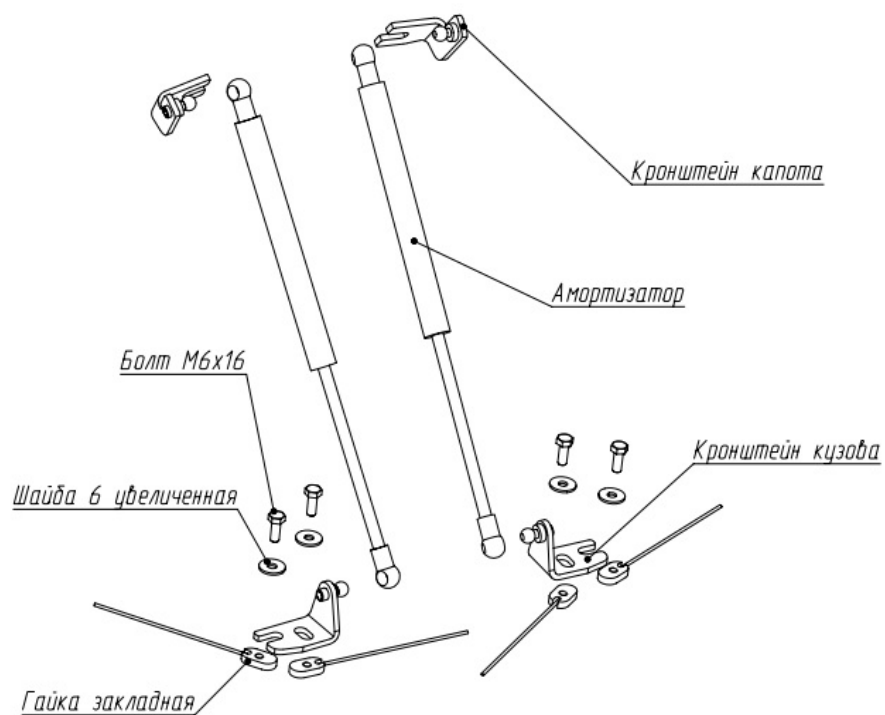 Кронштейн капота
Амортизатор
Болт М6х16
Кронштейн кузова
Шайба 6 увеличенная
Гайка закладная